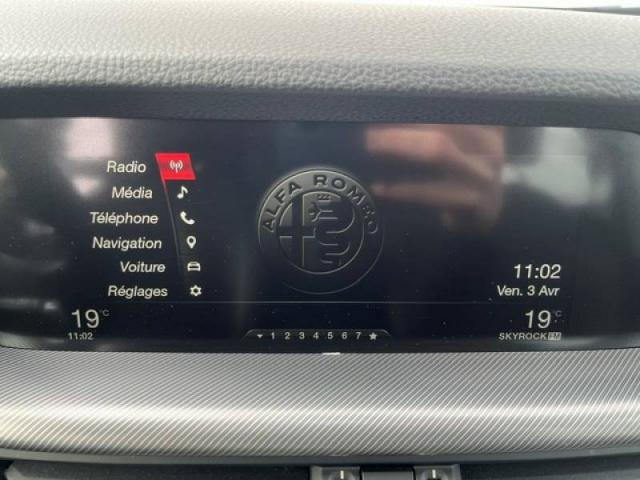 Radio
Média
Téléphone
Navigation
Voiture
Réglages
ALFA ROMEO
11:02
Ven. 3 Avr
19°C
11:02
1 2 3 4 5 6 7
19°C
SKYROCK FM